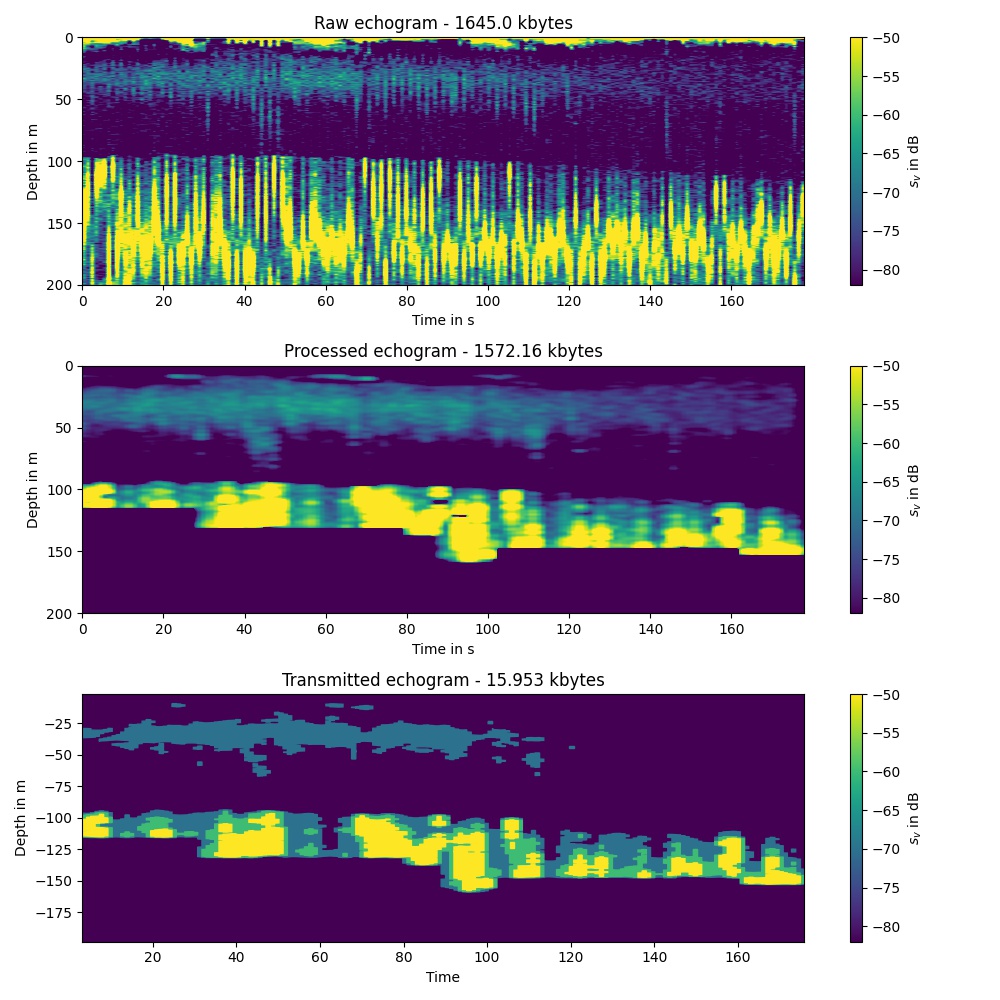 Raw echogram - 1645.0 kbytes
0
50
100
150
200
Depth in m
0 20 40 60 80 100 120 140 160
Time in s
−50
−55
−60
−65
−70
−75
−80
s_v in dB
Processed echogram - 1572.16 kbytes
0
50
100
150
200
Depth in m
0 20 40 60 80 100 120 140 160
Time in s
−50
−55
−60
−65
−70
−75
−80
s_v in dB
Transmitted echogram - 15.953 kbytes
−25
−50
−75
−100
−125
−150
−175
Depth in m
20 40 60 80 100 120 140 160
Time
−50
−55
−60
−65
−70
−75
−80
s_v in dB